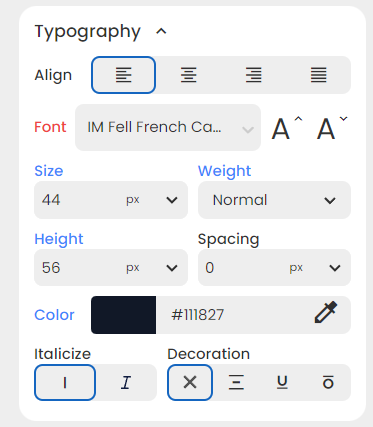 Typography
Align
Font IM Fell French Ca... A A
Size Weight
44 px Normal
Height Spacing
56 px 0 px
Color #111827
Italicize Decoration
I I U O